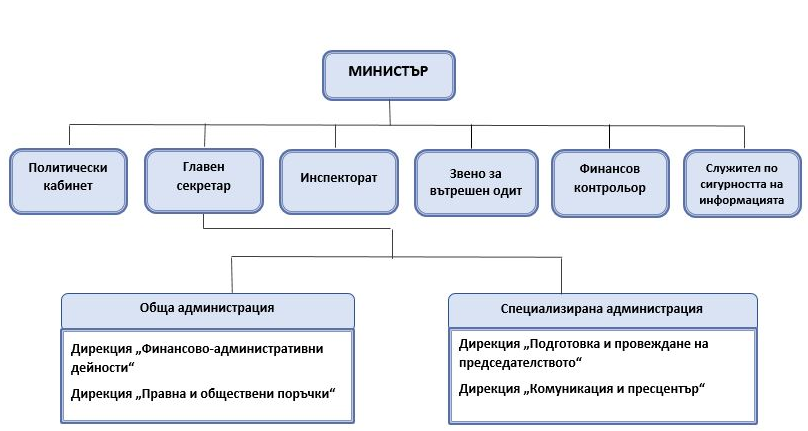 МИНИСТЪР
Политически
кабинет
Главен
секретар
Инспекторат
Звено за
вътрешен одит
Финансов
контрольор
Служител по
сигурността на
информацията
Обща администрация
Дирекция „Финансово-административни
дейности“
Дирекция „Правна и обществени поръчки“
Специализирана администрация
Дирекция „Подготовка и провеждане на
председателството“
Дирекция „Комуникация и пресцентър“